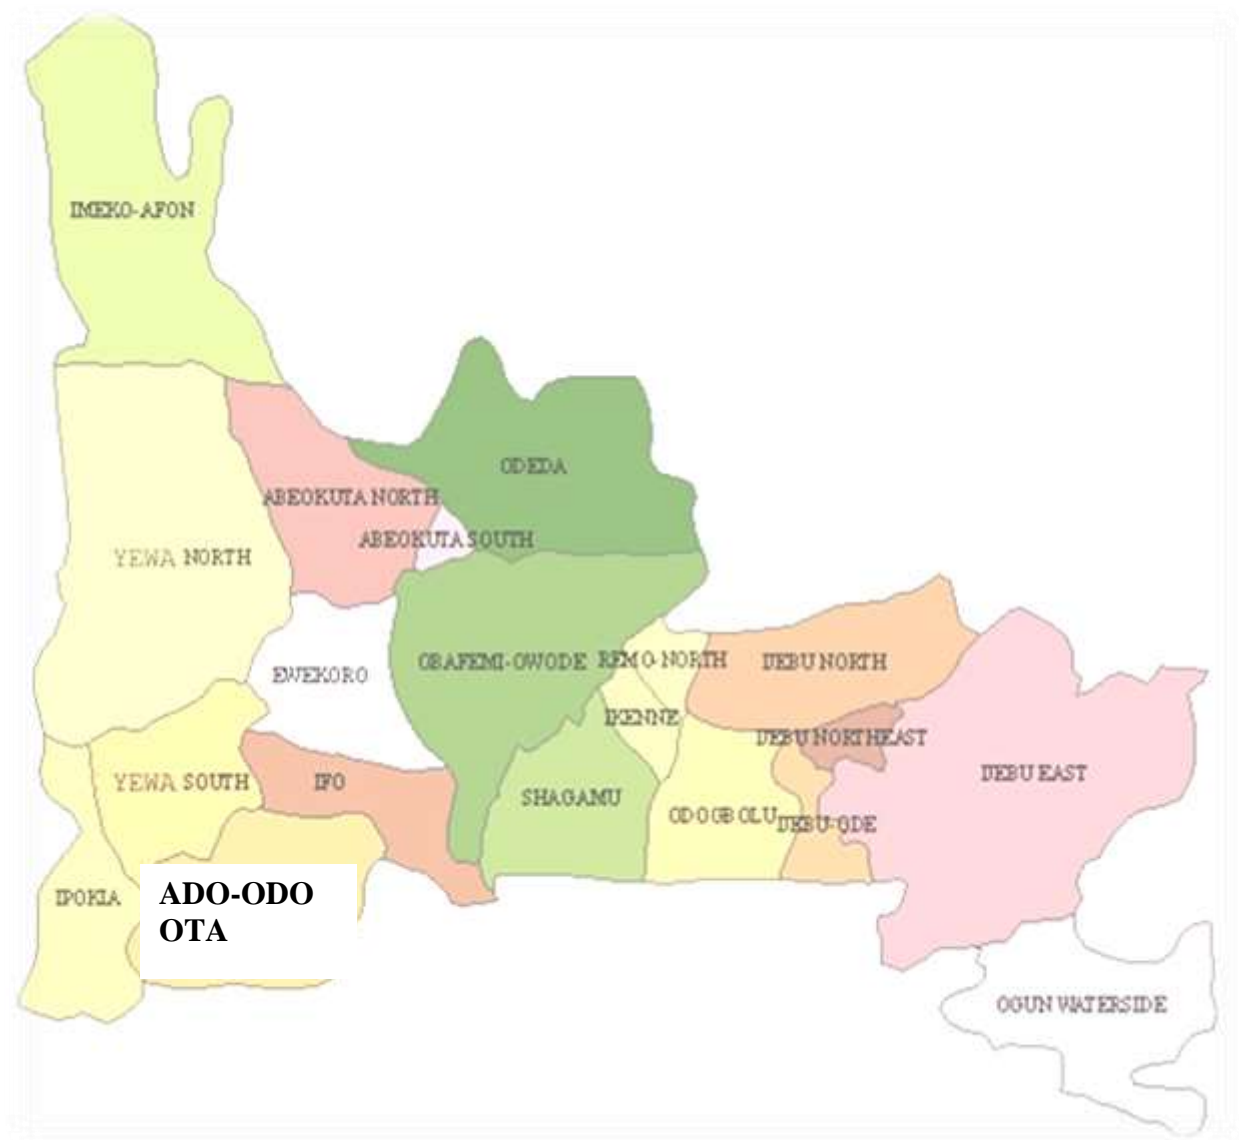 IMEKO-AFON
ODEDA
ABEOKUTA NORTH
ABEOKUTA SOUTH
YEWA NORTH
OBAFEMI-OWODE
REMO-NORTH
IJEBU NORTH
EWEKORO
IKENNE
IJEBU NORTHEAST
IJEBU EAST
YEWA SOUTH
IFO
SHAGAMU
ODOGBOLU
IJEBU-ODE
IPOKIA
ADO-ODO
OTA
OGUN WATERSIDE